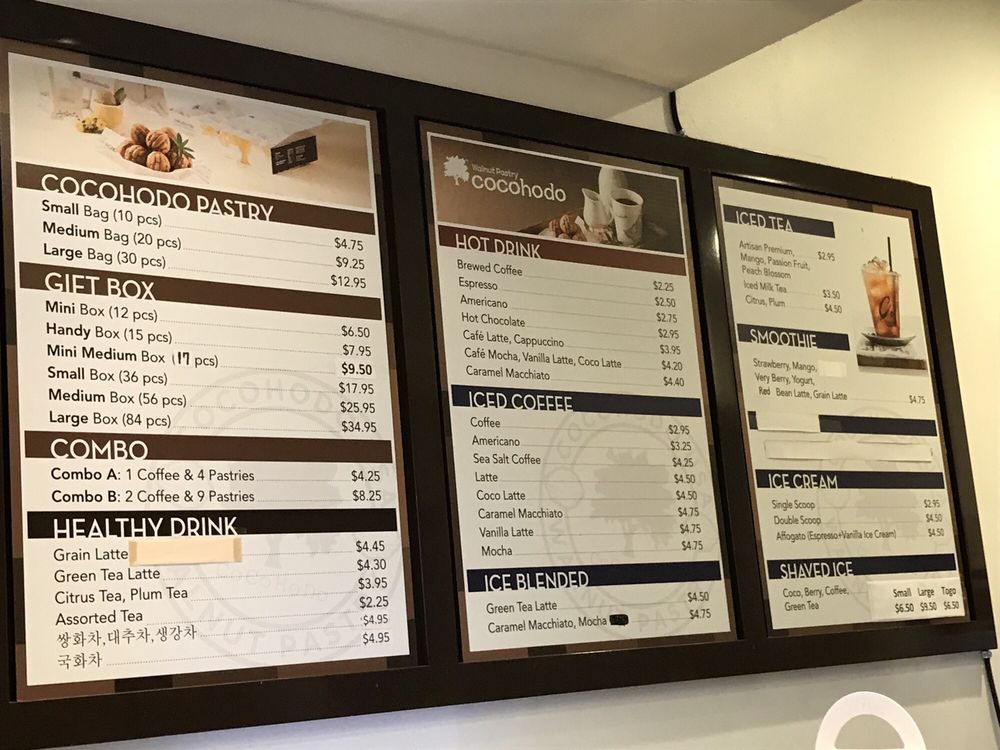 COCOHODO PASTRY
Small Bag (10 pcs) $4.75
Medium Bag (20 pcs) $9.25
Large Bag (30 pcs) $12.95
GIFT BOX
Mini Box (12 pcs) $6.50
Handy Box (15 pcs) $7.95
Mini Medium Box (17 pcs) $9.50
Small Box (36 pcs) $17.95
Medium Box (56 pcs) $25.95
Large Box (84 pcs) $34.95
COMBO
Combo A: 1 Coffee & 4 Pastries $4.25
Combo B: 2 Coffee & 9 Pastries $8.25
HEALTHY DRINK
Grain Latte $4.45
Green Tea Latte $4.30
Citrus Tea, Plum Tea $3.95
Assorted Tea $2.25
쌍화차,대추차,생강차 $4.95
국화차 $4.95
Walnut Pastry
cocohodo
HOT DRINK
Brewed Coffee $2.25
Espresso $2.50
Americano $2.75
Hot Chocolate $2.95
Café Latte, Cappuccino $3.95
Café Mocha, Vanilla Latte, Coco Latte $4.20
Caramel Macchiato $4.40
ICED COFFEE
Coffee $2.95
Americano $3.25
Sea Salt Coffee $4.25
Latte $4.50
Coco Latte $4.50
Caramel Macchiato $4.75
Vanilla Latte $4.75
Mocha $4.75
ICE BLENDED
Green Tea Latte $4.50
Caramel Macchiato, Mocha $4.75
ICED TEA
Artisan Premium, $2.95
Mango, Passion Fruit,
Peach Blossom
Iced Milk Tea $3.50
Citrus, Plum $4.50
SMOOTHIE
Strawberry, Mango,
Very Berry, Yogurt,
Red Bean Latte, Grain Latte $4.75
ICE CREAM
Single Scoop $2.95
Double Scoop $4.50
Affogato (Espresso+Vanilla Ice Cream) $4.50
SHAVED ICE
Coco, Berry, Coffee, Small Large Togo
Green Tea $6.50 $9.50 $6.50